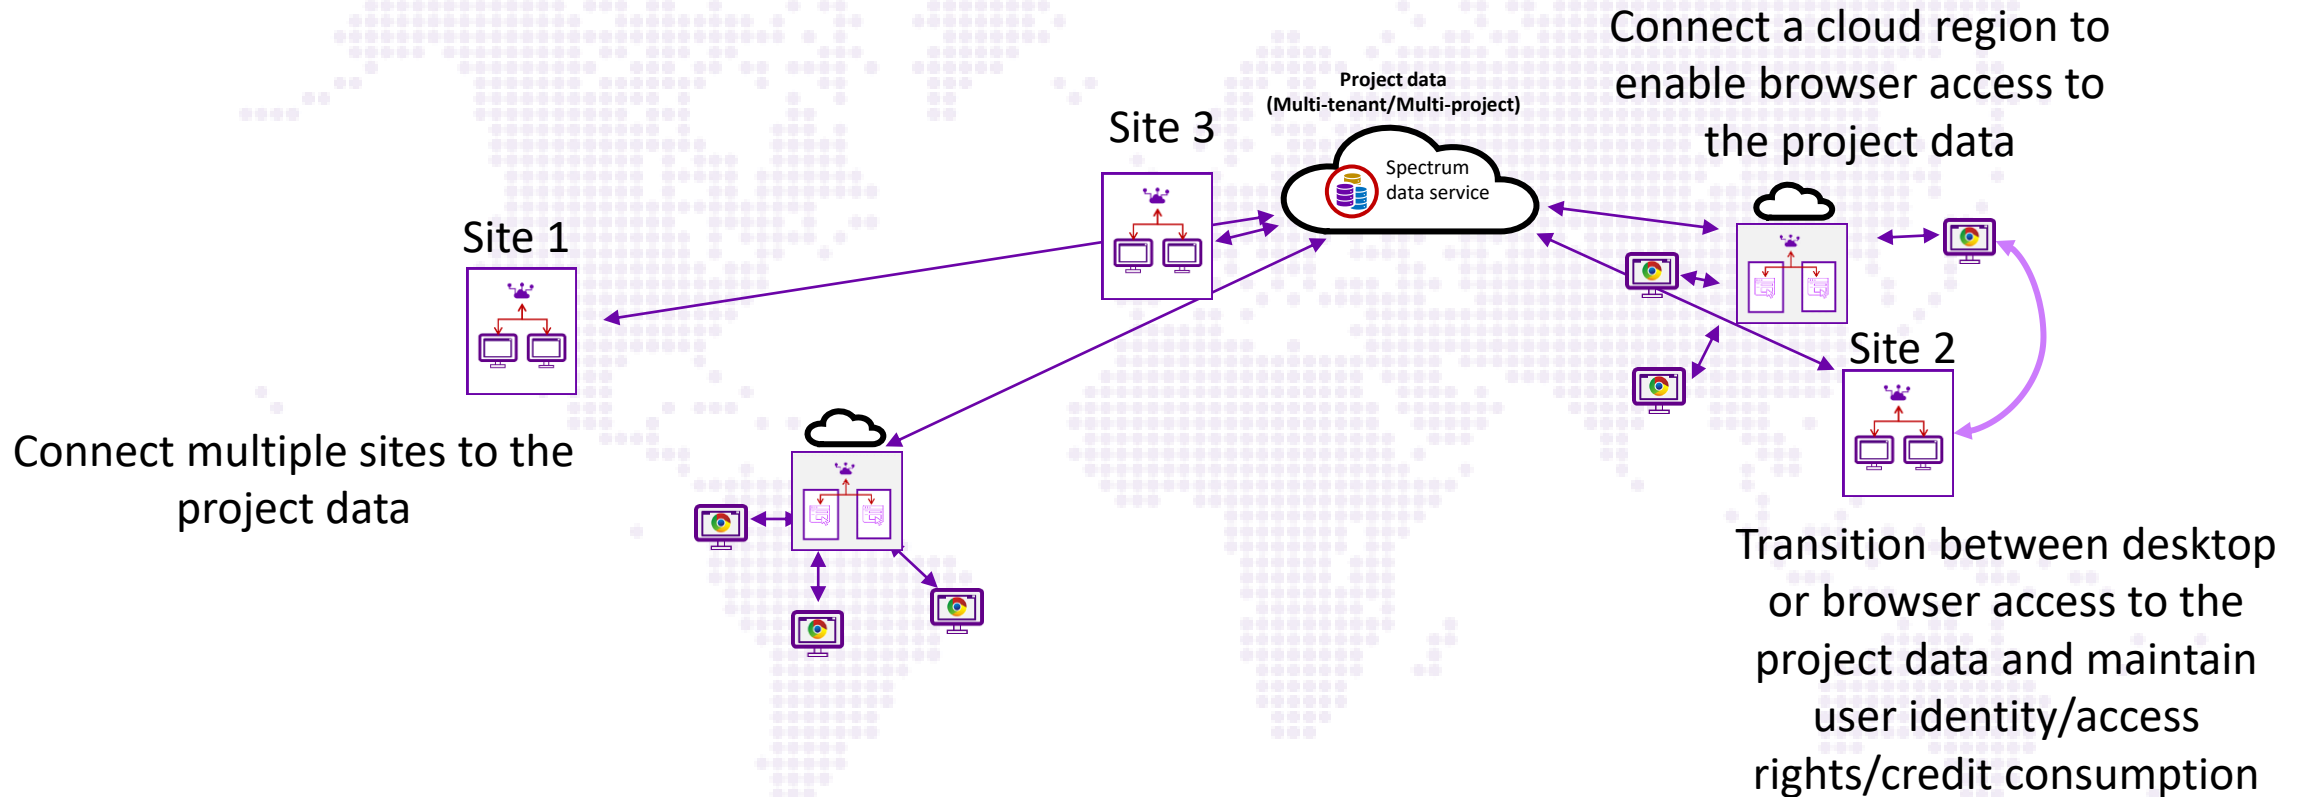 Connect a cloud region to
enable browser access to
the project data
Project data
(Multi-tenant/Multi-project)
Site 3
Spectrum
data service
Site 1
Site 2
Connect multiple sites to the
project data
Transition between desktop
or browser access to the
project data and maintain
user identity/access
rights/credit consumption